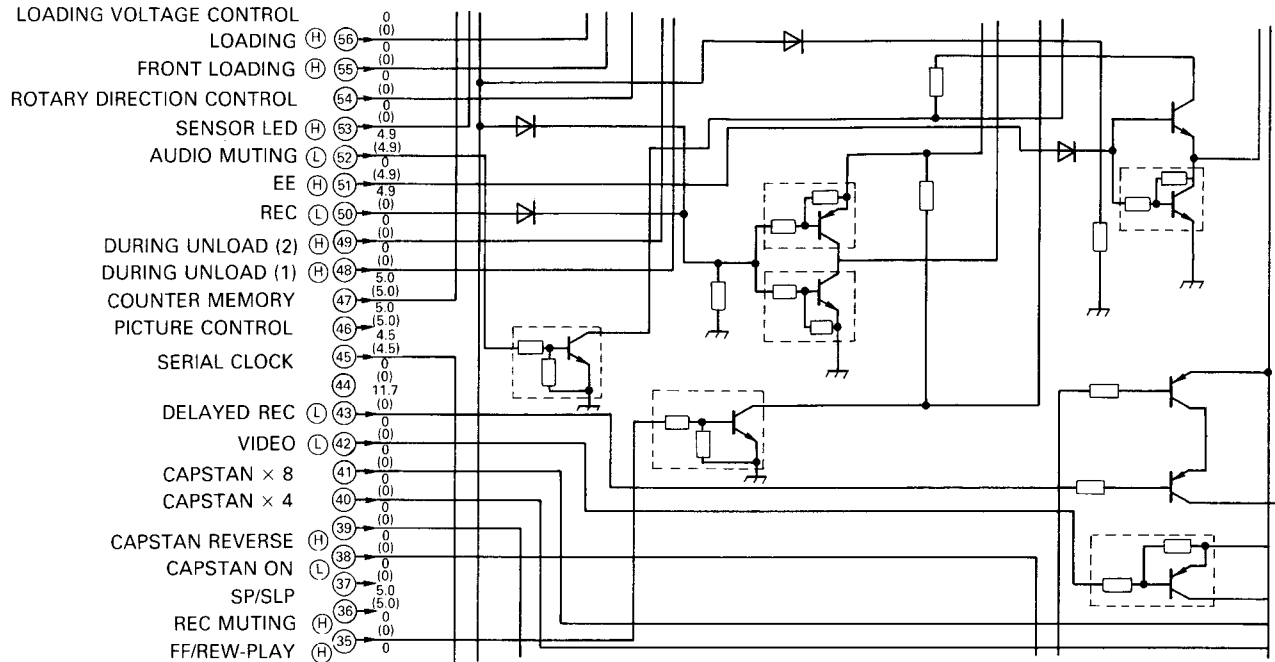 LOADING VOLTAGE CONTROL 0
(0)
LOADING H 56 0
(0)
FRONT LOADING H 55 0
(0)
ROTARY DIRECTION CONTROL 54 0
(0)
SENSOR LED H 53 4.9
(4.9)
AUDIO MUTING L 52 0
(4.9)
EE H 51 4.9
(0)
REC L 50 0
(0)
DURING UNLOAD (2) H 49 0
(0)
DURING UNLOAD (1) H 48 5.0
(5.0)
COUNTER MEMORY 47 5.0
(5.0)
PICTURE CONTROL 46 4.5
(4.5)
SERIAL CLOCK 45 0
(0)
44 11.7
(0)
DELAYED REC L 43 0
(0)
VIDEO L 42 0
(0)
CAPSTAN × 8 41 0
(0)
CAPSTAN × 4 40 0
(0)
39 0
CAPSTAN REVERSE H (0)
38 0
CAPSTAN ON L (0)
37 5.0
SP/SLP (5.0)
36 0
REC MUTING H (0)
35 0
FF/REW-PLAY H